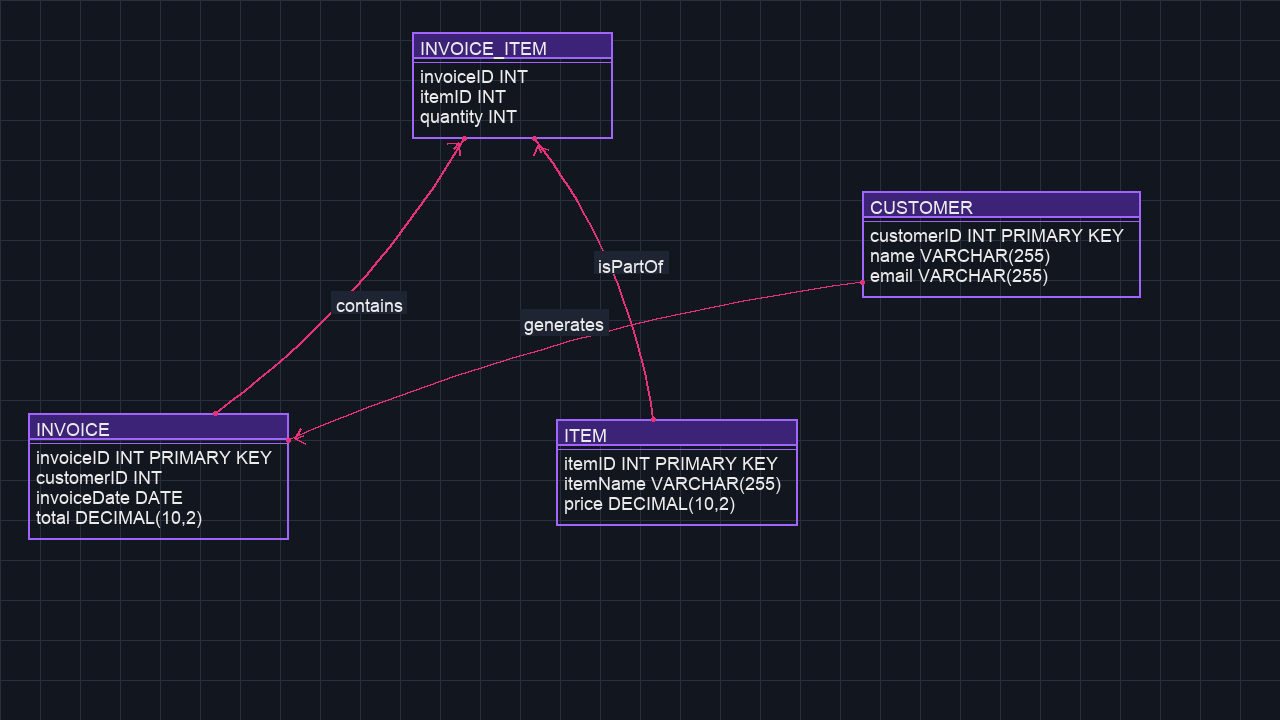 INVOICE_ITEM
invoiceID INT
itemID INT
quantity INT
CUSTOMER
customerID INT PRIMARY KEY
name VARCHAR(255)
email VARCHAR(255)
isPartOf
contains
generates
INVOICE
invoiceID INT PRIMARY KEY
customerID INT
invoiceDate DATE
total DECIMAL(10,2)
ITEM
itemID INT PRIMARY KEY
itemName VARCHAR(255)
price DECIMAL(10,2)